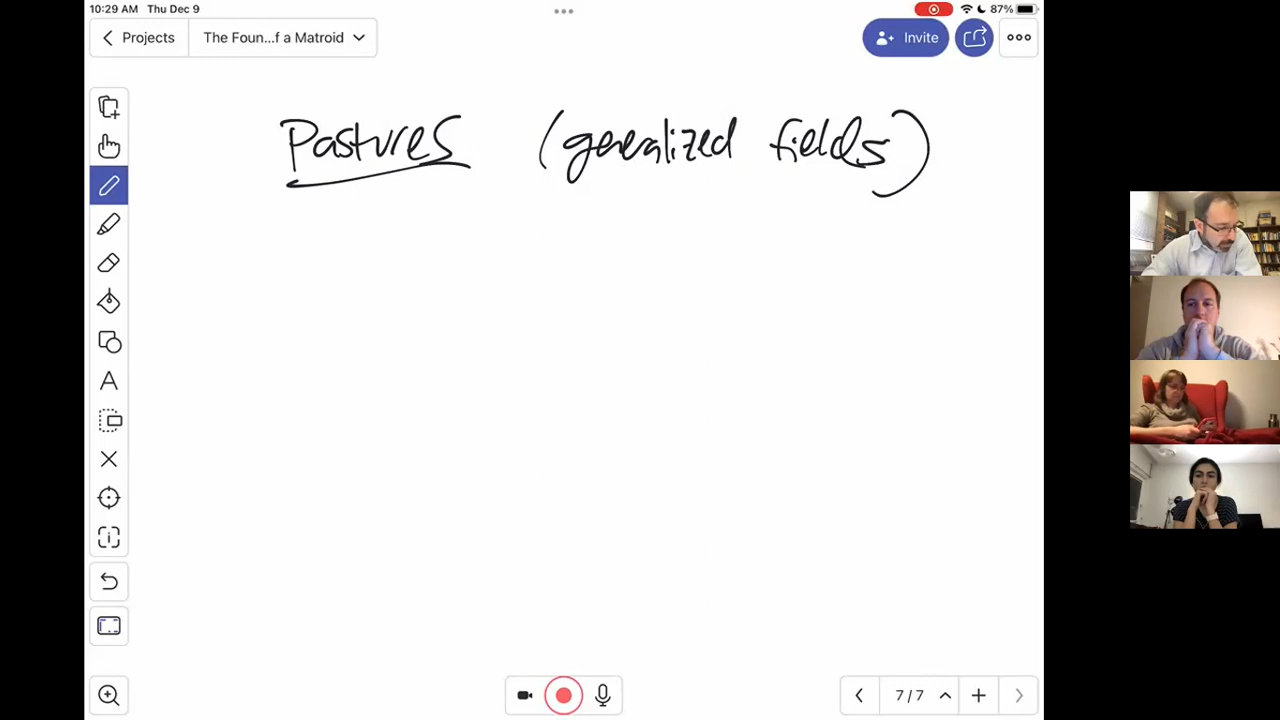 10:29 AM Thu Dec 9
87%
Projects
The Foun...f a Matroid
Invite
Pastures (generalized fields)
A
7/7